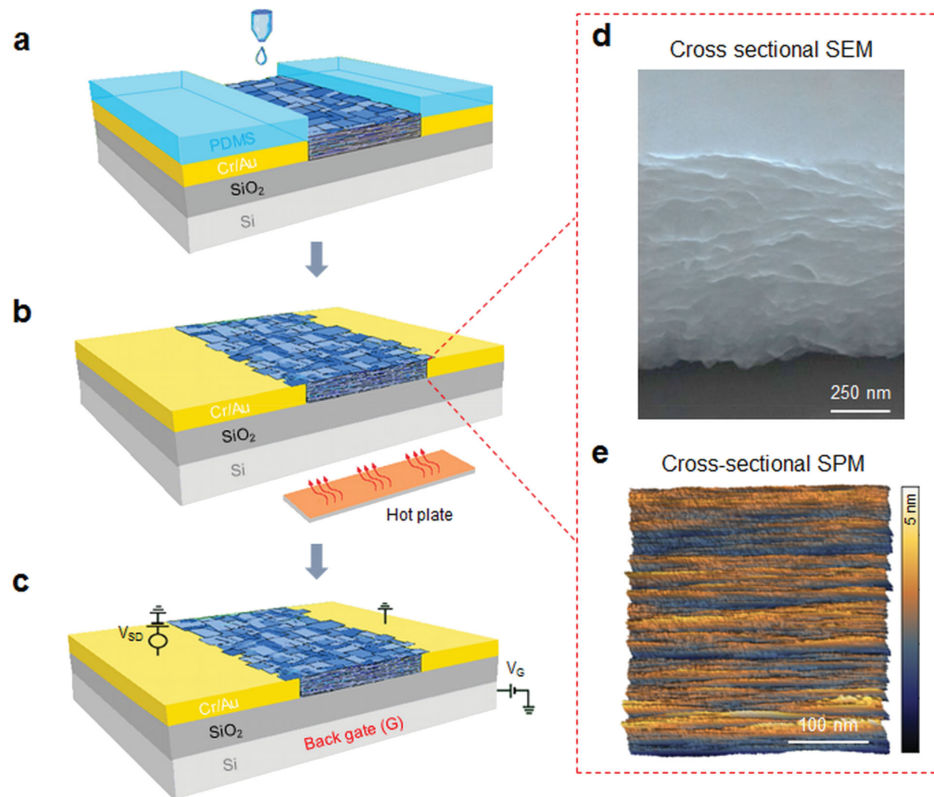 a
PDMS
Cr/Au
SiO₂
Si
b
Cr/Au
SiO₂
Si
Hot plate
c
V_SD
V_G
Cr/Au
SiO₂
Si
Back gate (G)
d
Cross sectional SEM
250 nm
e
Cross-sectional SPM
5 nm
100 nm